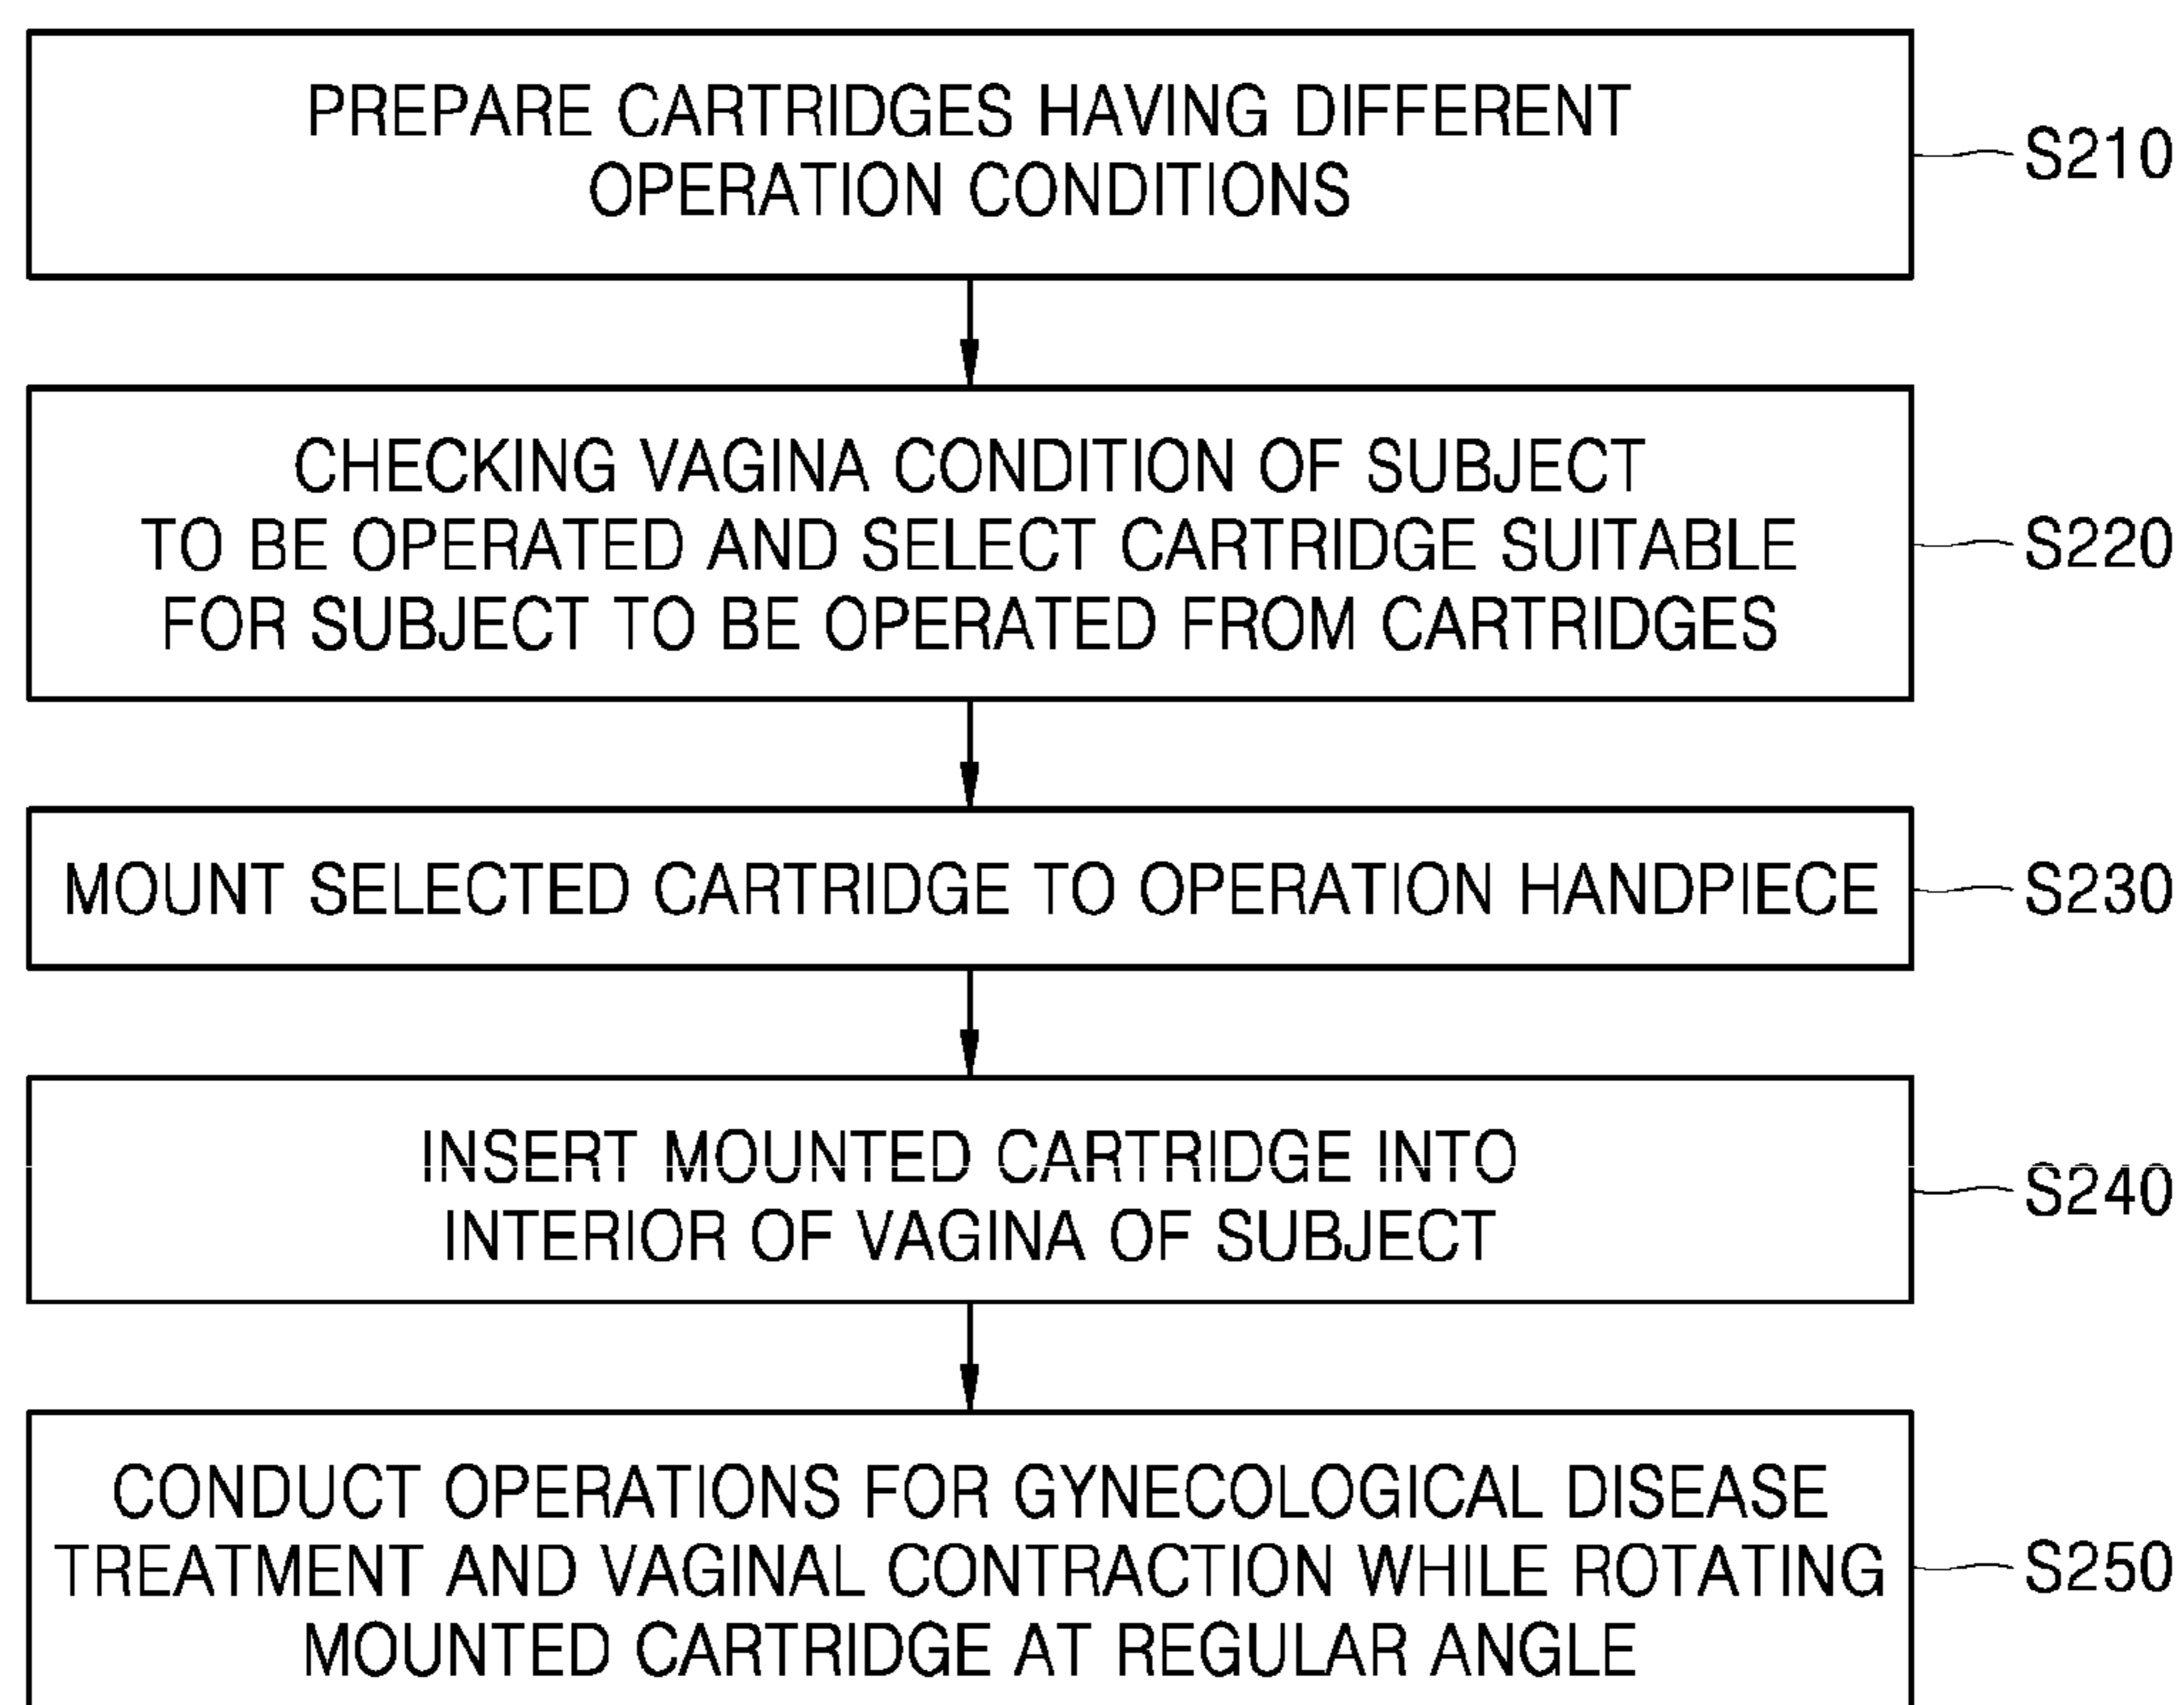 PREPARE CARTRIDGES HAVING DIFFERENT
OPERATION CONDITIONS
S210
CHECKING VAGINA CONDITION OF SUBJECT
TO BE OPERATED AND SELECT CARTRIDGE SUITABLE
FOR SUBJECT TO BE OPERATED FROM CARTRIDGES
S220
MOUNT SELECTED CARTRIDGE TO OPERATION HANDPIECE
S230
INSERT MOUNTED CARTRIDGE INTO
INTERIOR OF VAGINA OF SUBJECT
S240
CONDUCT OPERATIONS FOR GYNECOLOGICAL DISEASE
TREATMENT AND VAGINAL CONTRACTION WHILE ROTATING
MOUNTED CARTRIDGE AT REGULAR ANGLE
S250